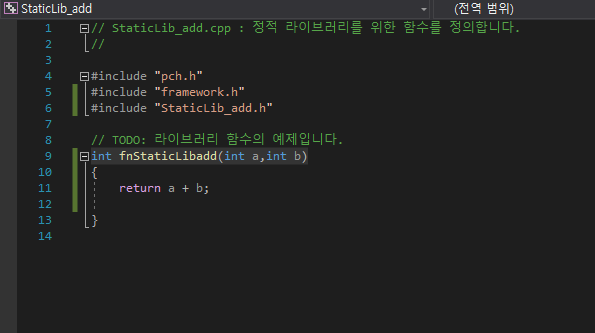 StaticLib_add (전역 범위)
1 // StaticLib_add.cpp : 정적 라이브러리를 위한 함수를 정의합니다.
2 //
3
4 #include "pch.h"
5 #include "framework.h"
6 #include "StaticLib_add.h"
7
8 // TODO: 라이브러리 함수의 예제입니다.
9 int fnStaticLibadd(int a,int b)
10 {
11 return a + b;
12
13 }
14